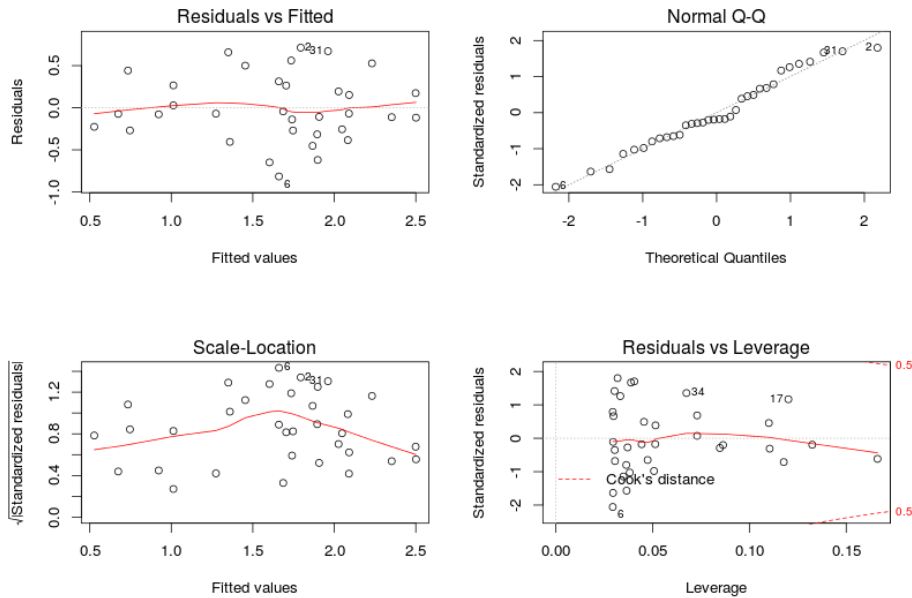 Residuals vs Fitted
Residuals
0.5
0.0
-0.5
-1.0
2
31
6
0.5 1.0 1.5 2.0 2.5
Fitted values
Normal Q-Q
Standardized residuals
2
1
0
-1
-2
31
2
6
-2 -1 0 1 2
Theoretical Quantiles
Scale-Location
√|Standardized residuals|
1.2
0.8
0.4
0.0
6
2
31
0.5 1.0 1.5 2.0 2.5
Fitted values
Residuals vs Leverage
Standardized residuals
2
1
0
-1
-2
34
17
6
Cook's distance
0.5
0.5
0.00 0.05 0.10 0.15
Leverage